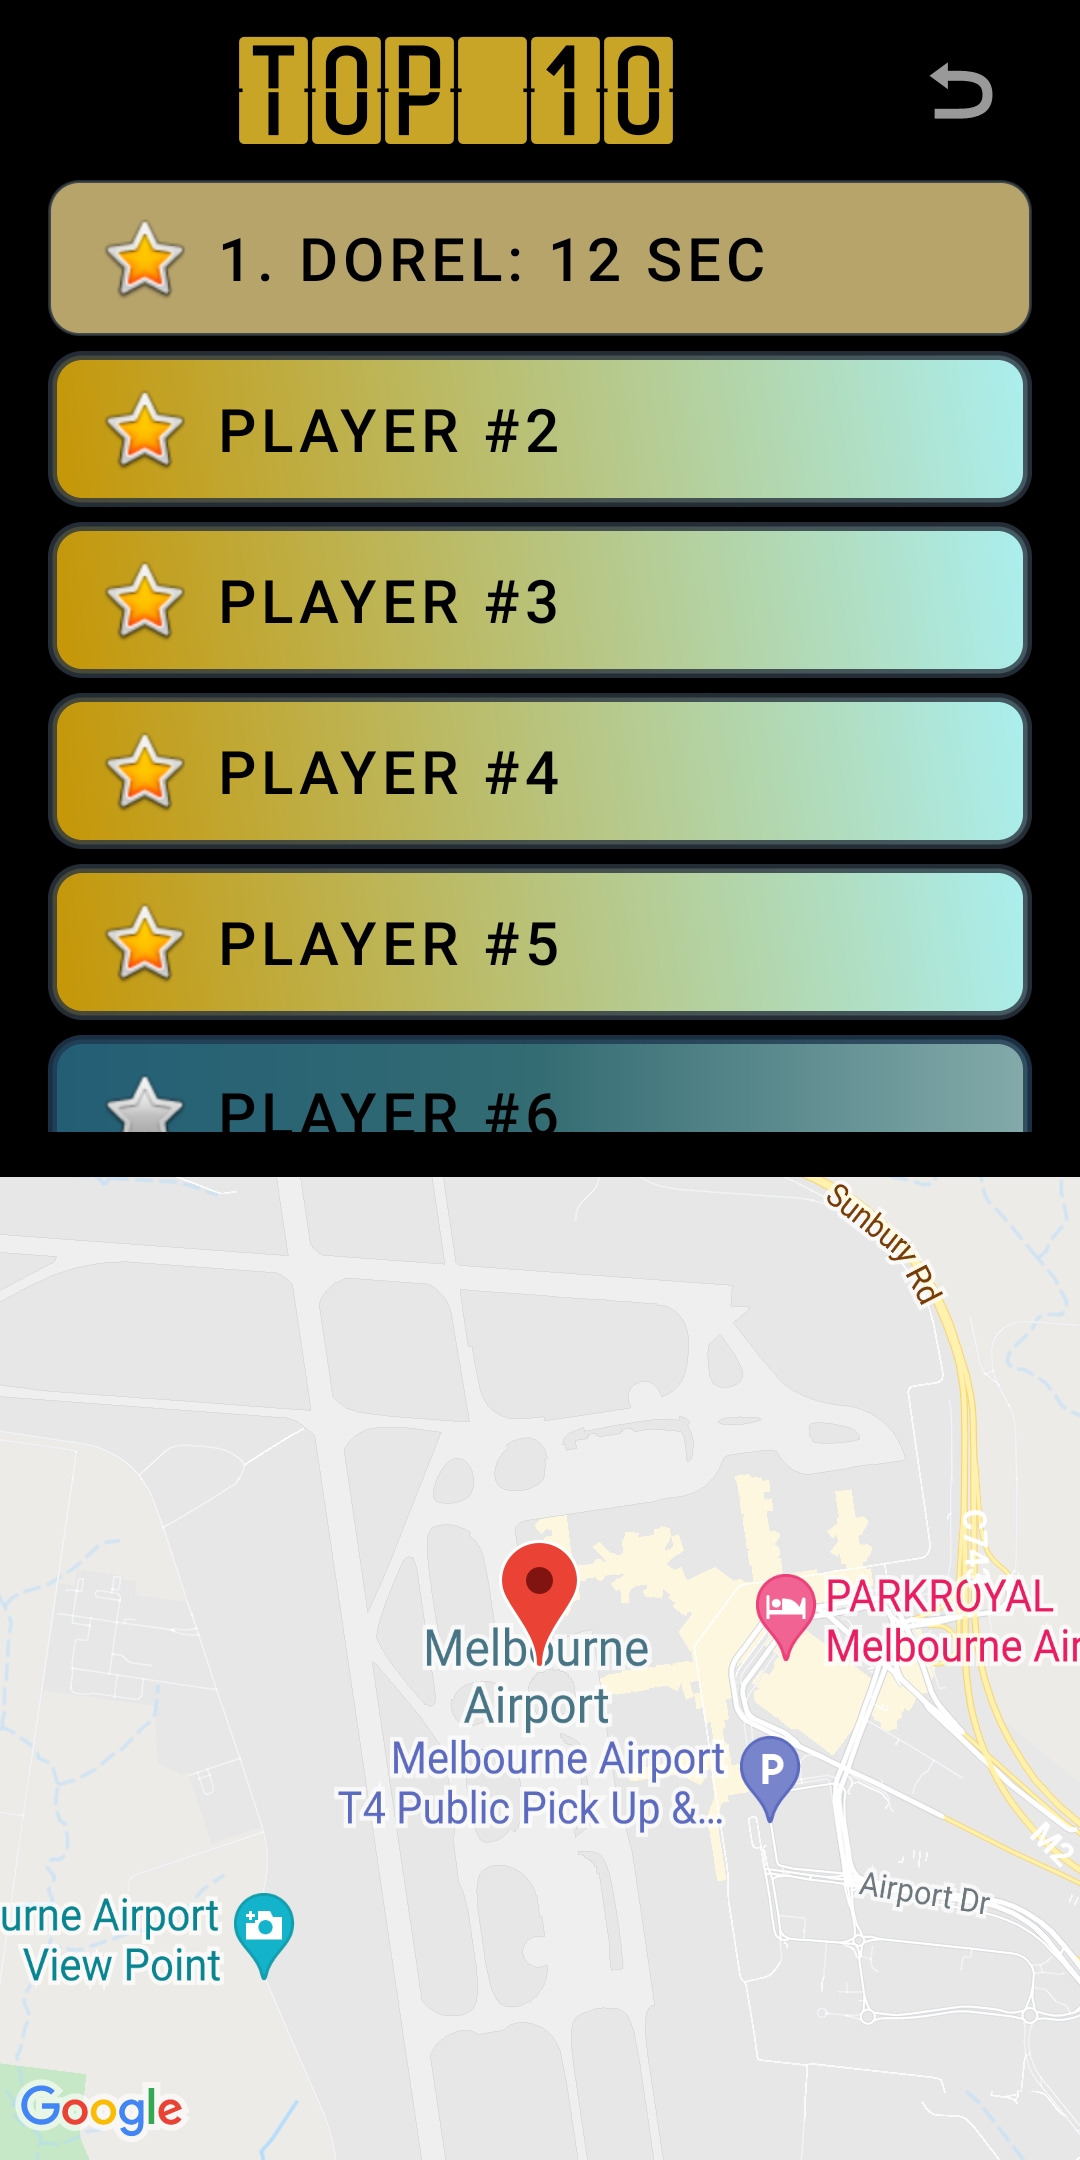 TOP 10
1. DOREL: 12 SEC
PLAYER #2
PLAYER #3
PLAYER #4
PLAYER #5
PLAYER #6
Sunbury Rd
C743
PARKROYAL
Melbourne Air
Melbourne
Airport
Melbourne Airport
T4 Public Pick Up &...
P
M2
Airport Dr
urne Airport
View Point
Google